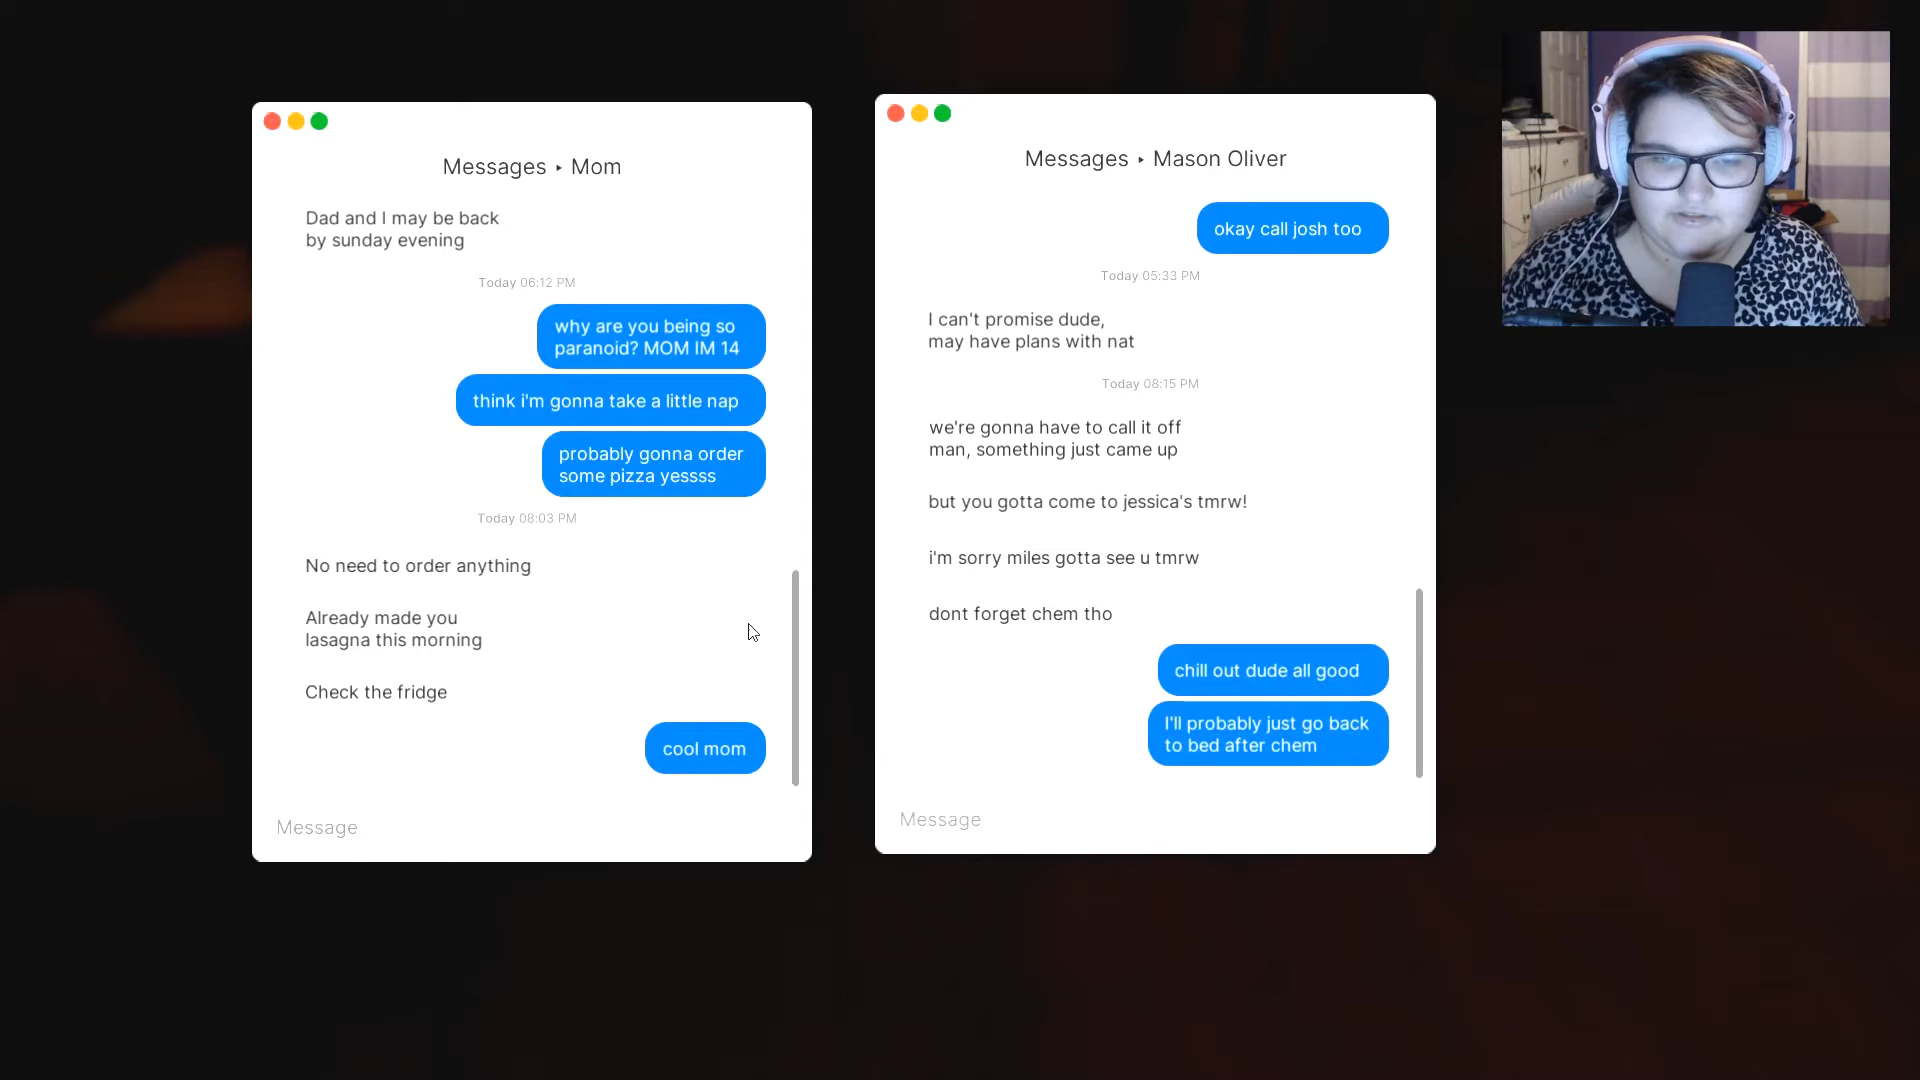 Messages ‣ Mom
Dad and I may be back
by sunday evening
Today 06:12 PM
why are you being so
paranoid? MOM IM 14
think i'm gonna take a little nap
probably gonna order
some pizza yessss
Today 08:03 PM
No need to order anything
Already made you
lasagna this morning
Check the fridge
cool mom
Message
Messages ‣ Mason Oliver
okay call josh too
Today 05:33 PM
I can't promise dude,
may have plans with nat
Today 08:15 PM
we're gonna have to call it off
man, something just came up
but you gotta come to jessica's tmrw!
i'm sorry miles gotta see u tmrw
dont forget chem tho
chill out dude all good
I'll probably just go back
to bed after chem
Message